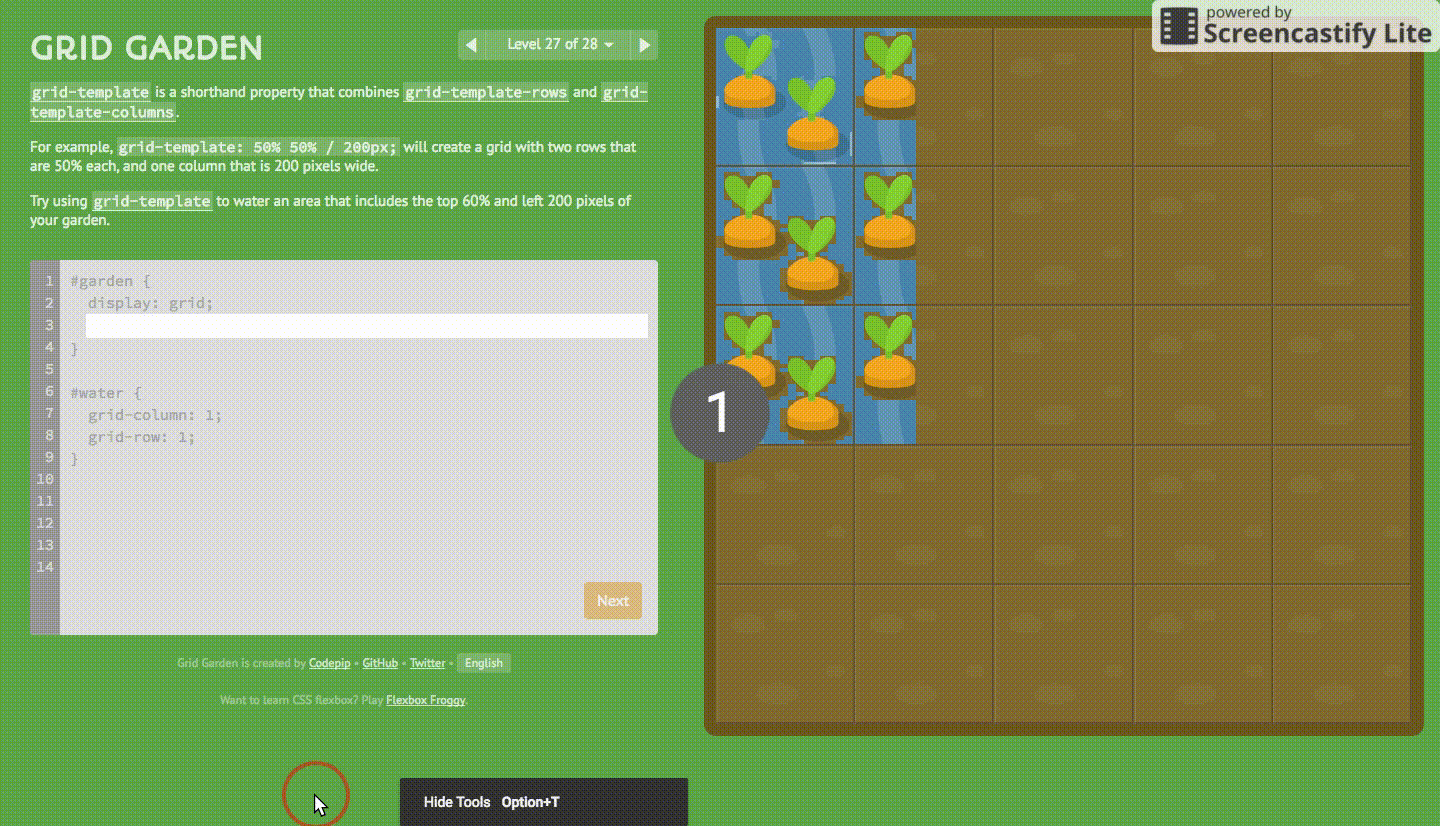 powered by
Screencastify Lite
GRID GARDEN
Level 27 of 28
grid-template is a shorthand property that combines grid-template-rows and grid-
template-columns.
For example, grid-template: 50% 50% / 200px; will create a grid with two rows that
are 50% each, and one column that is 200 pixels wide.
Try using grid-template to water an area that includes the top 60% and left 200 pixels of
your garden.
1 #garden {
2 display: grid;
3
4 }
5
6 #water {
7 grid-column: 1;
8 grid-row: 1;
9 }
10
11
12
13
14
Next
1
Grid Garden is created by Codepip • GitHub • Twitter • English
Want to learn CSS flexbox? Play Flexbox Froggy.
Hide Tools Option+T